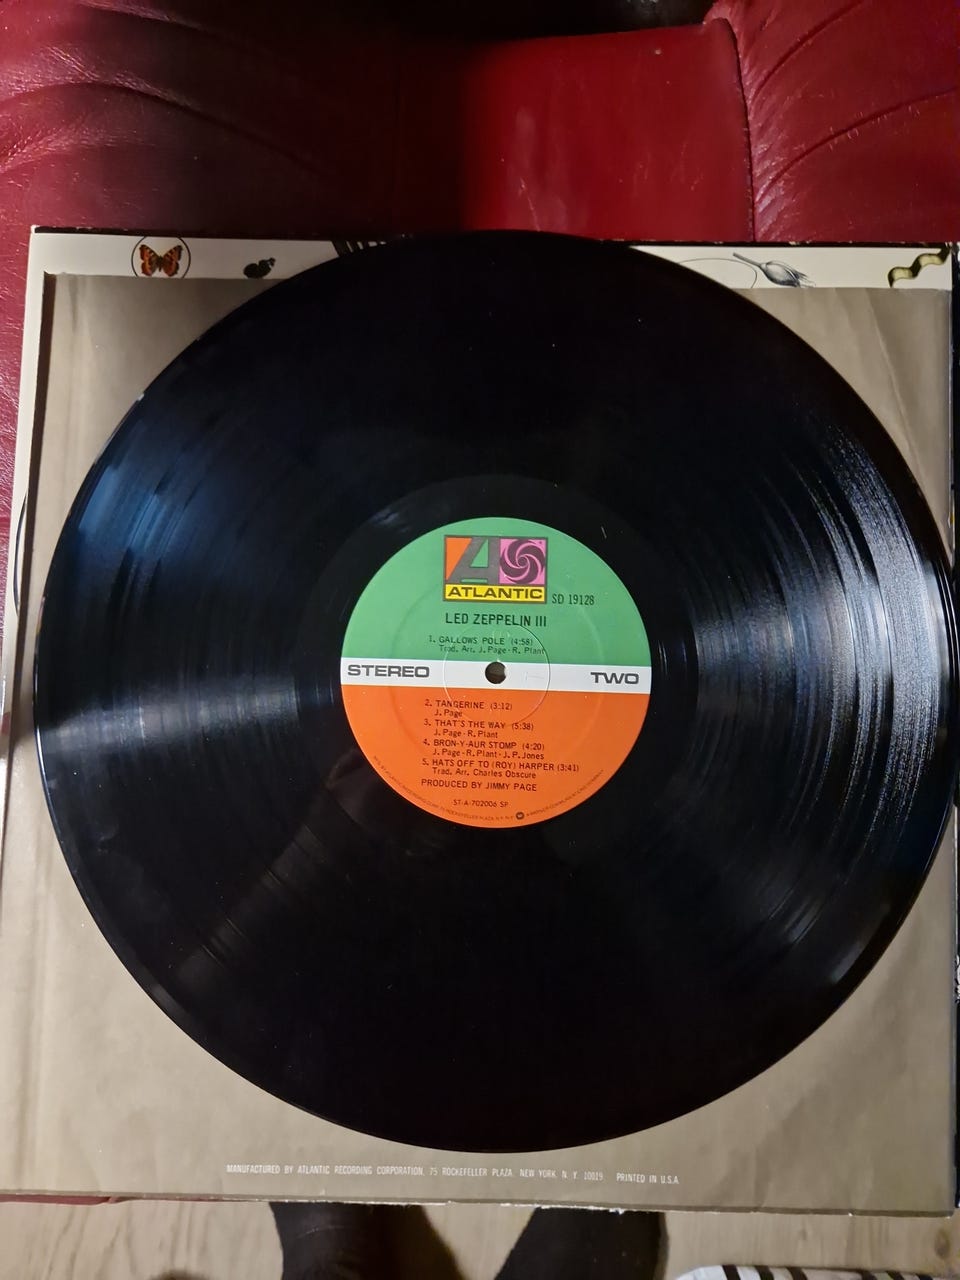 ATLANTIC
SD 19128
LED ZEPPELIN III
1. GALLOWS POLE (4:58)
Trad. Arr. J. Page - R. Plant
STEREO
TWO
2. TANGERINE (3:12)
J. Page
3. THAT'S THE WAY (5:38)
J. Page - R. Plant
4. BRON-Y-AUR STOMP (4:20)
J. Page - R. Plant - J. P. Jones
5. HATS OFF TO (ROY) HARPER (3:41)
Trad. Arr. Charles Obscure
PRODUCED BY JIMMY PAGE
ST-A-702006 SP
MANUFACTURED BY ATLANTIC RECORDING CORPORATION, 75 ROCKEFELLER PLAZA, NEW YORK, N. Y. 10019 PRINTED IN U.S.A.